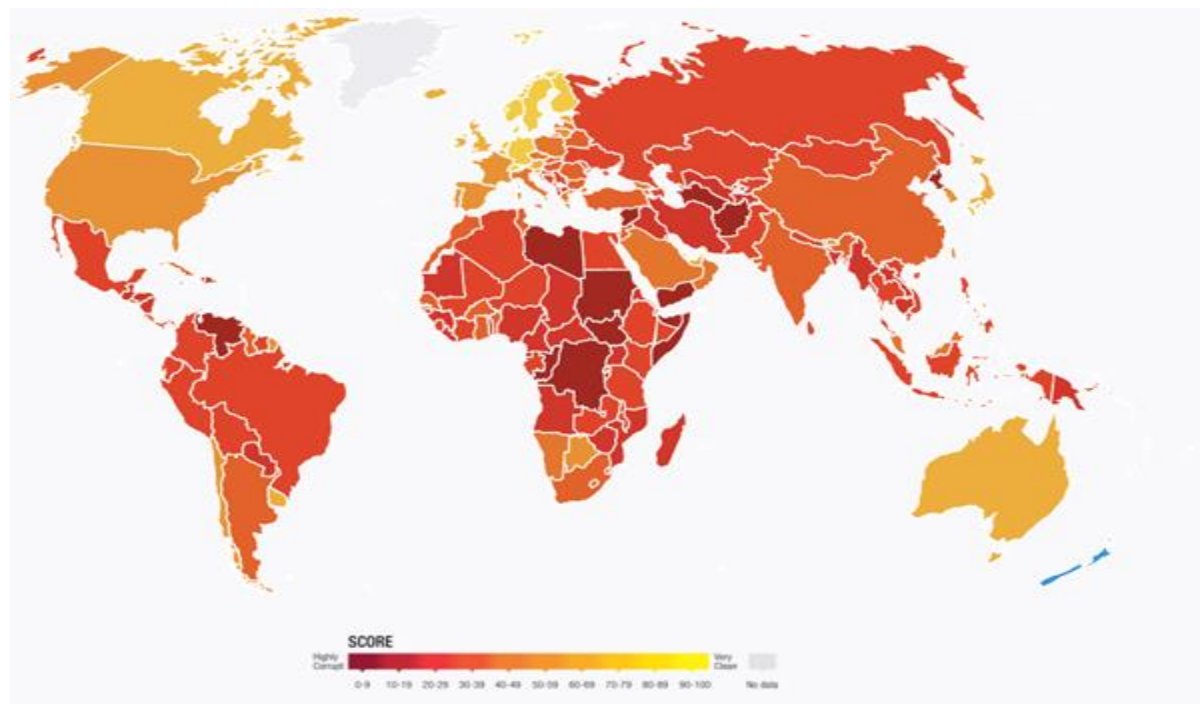 SCORE
Highly Corrupt
Very Clean
0-9 10-19 20-29 30-39 40-49 50-59 60-69 70-79 80-89 90-100 No data